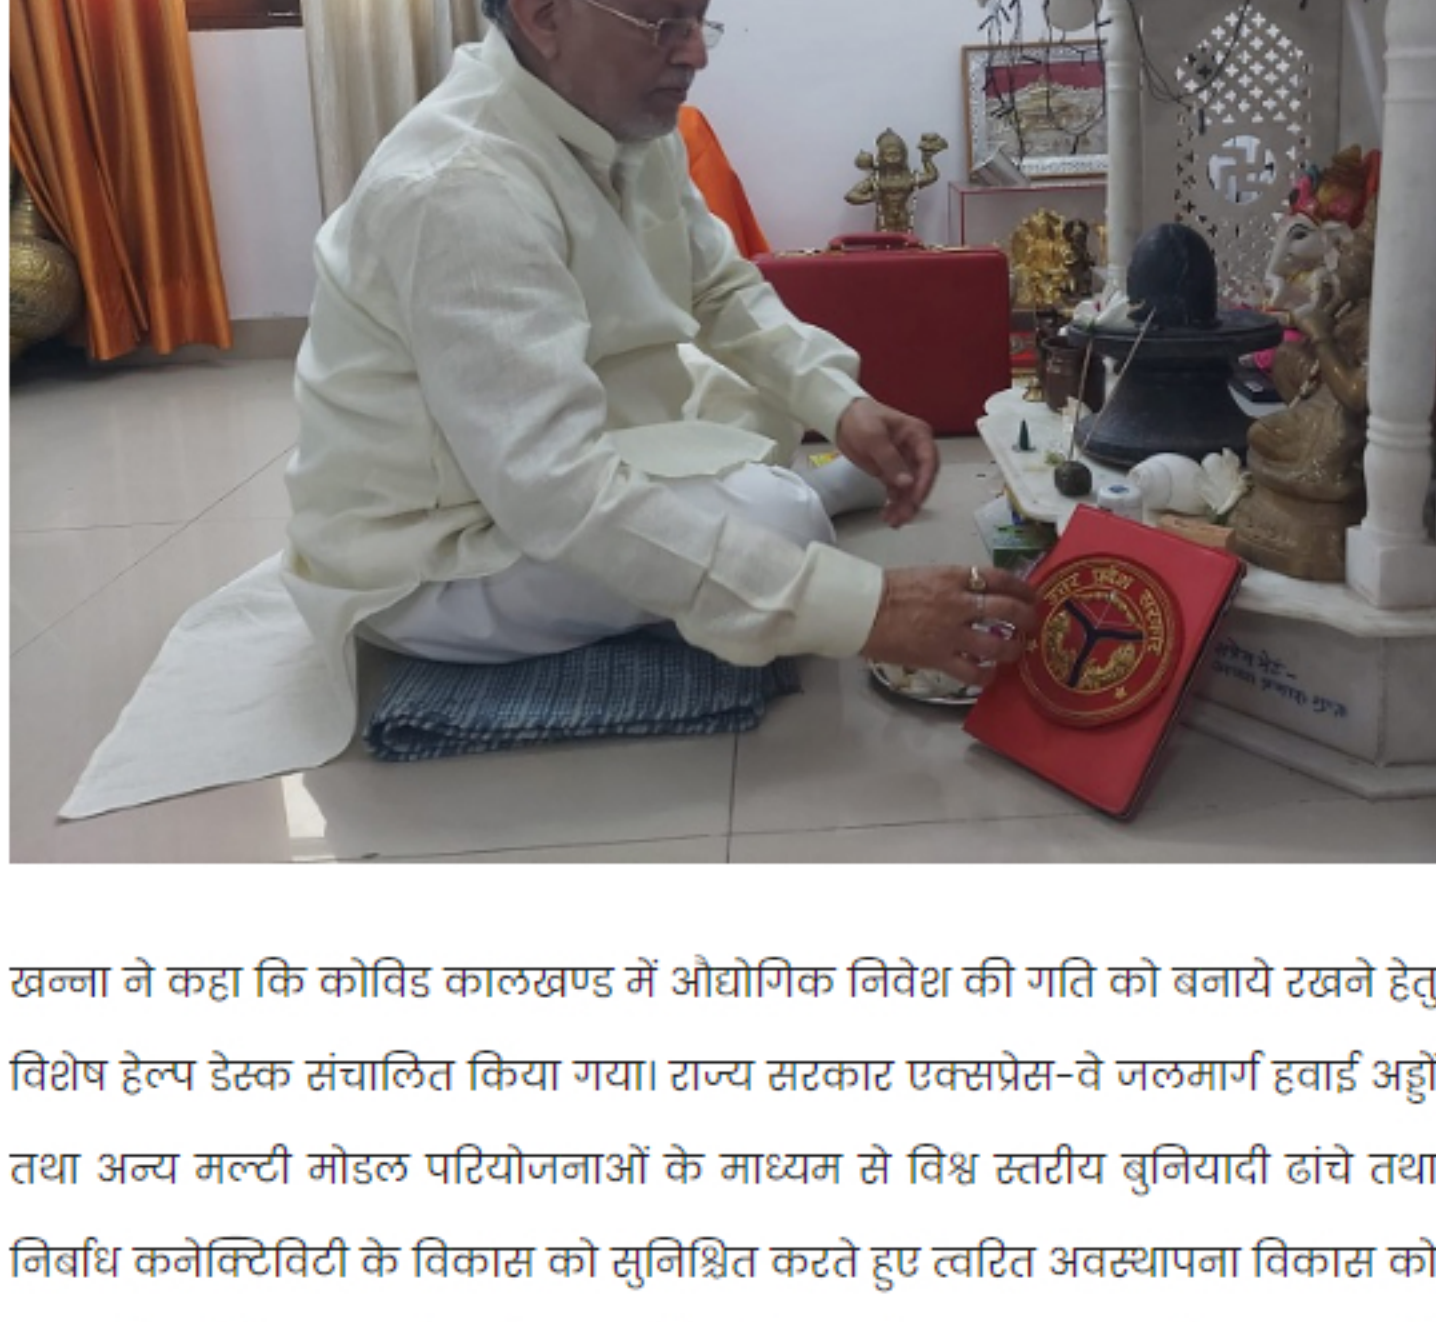 उत्तर प्रदेश सरकार
खन्ना ने कहा कि कोविड कालखण्ड में औद्योगिक निवेश की गति को बनाये रखने हेतु
विशेष हेल्प डेस्क संचालित किया गया। राज्य सरकार एक्सप्रेस-वे जलमार्ग हवाई अड्डों
तथा अन्य मल्टी मोडल परियोजनाओं के माध्यम से विश्व स्तरीय बुनियादी ढांचे तथा
निर्बाध कनेक्टिविटी के विकास को सुनिश्चित करते हुए त्वरित अवस्थापना विकास को